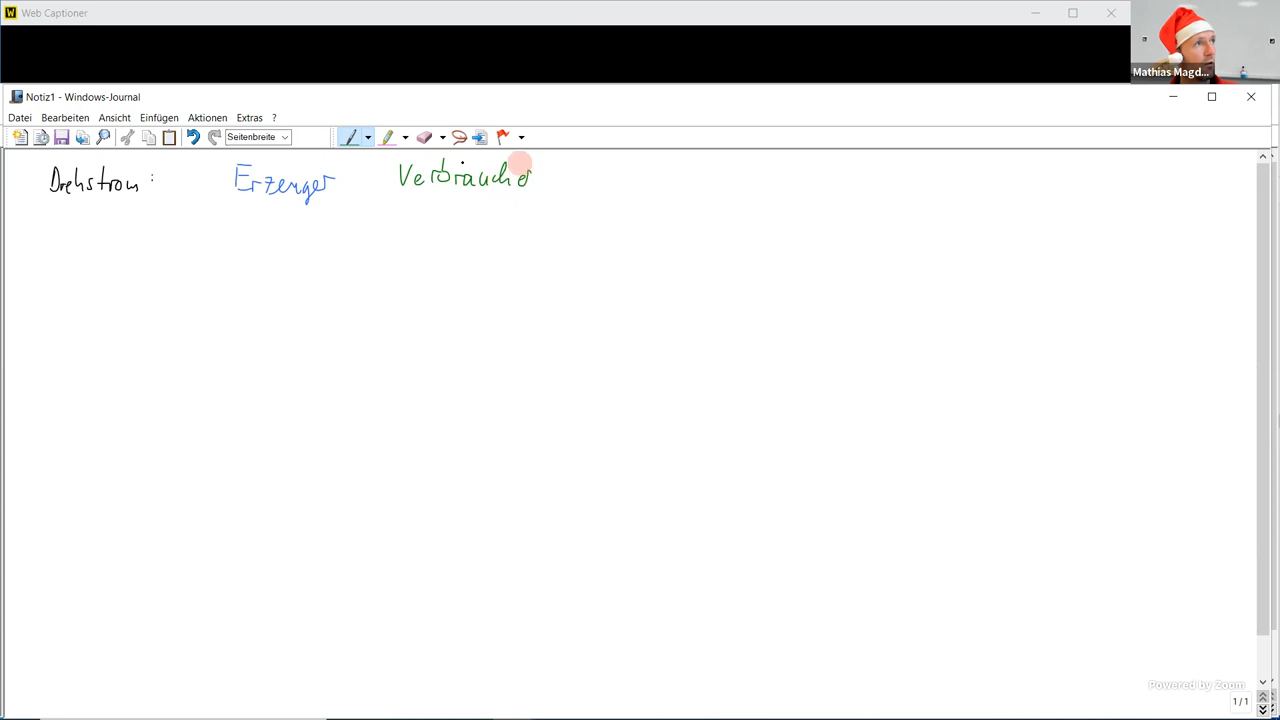 Web Captioner
Mathias Magd...
Notiz1 - Windows-Journal
Datei Bearbeiten Ansicht Einfügen Aktionen Extras ?
Seitenbreite
Drehstrom: Erzeuger Verbraucher
Powered by Zoom
1/1